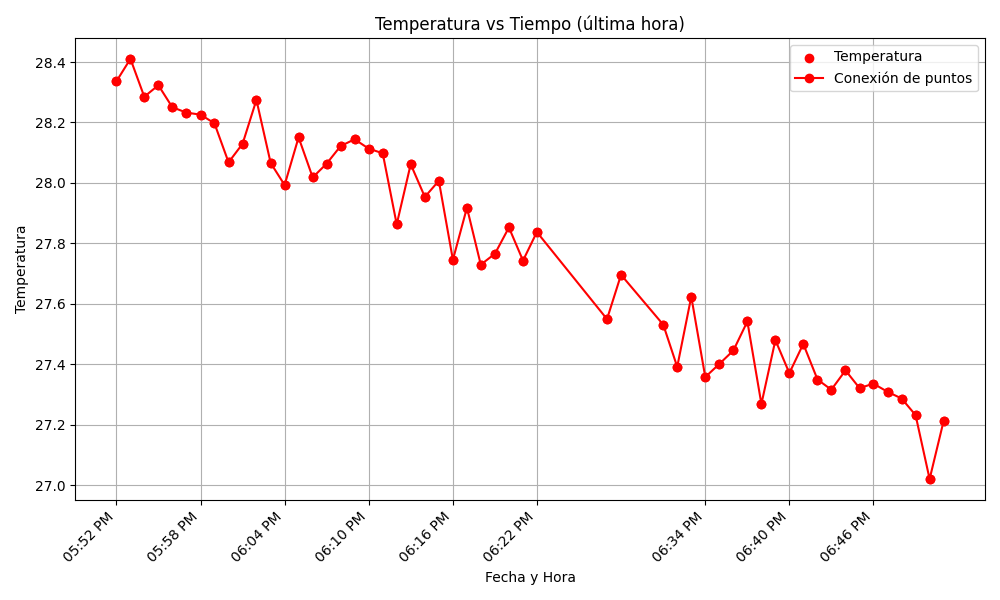 Temperatura vs Tiempo (última hora)
Temperatura
Conexión de puntos
28.4
28.2
28.0
27.8
27.6
27.4
27.2
27.0
Temperatura
05:52 PM
05:58 PM
06:04 PM
06:10 PM
06:16 PM
06:22 PM
06:34 PM
06:40 PM
06:46 PM
Fecha y Hora